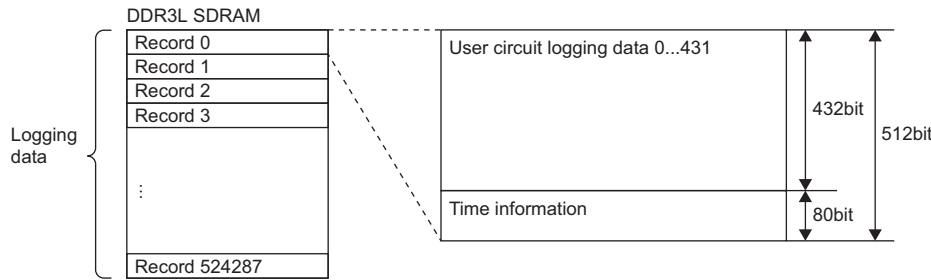 DDR3L SDRAM
Record 0
Record 1
Record 2
Record 3
⋮
Record 524287
Logging
data
User circuit logging data 0...431
432bit
512bit
Time information
80bit